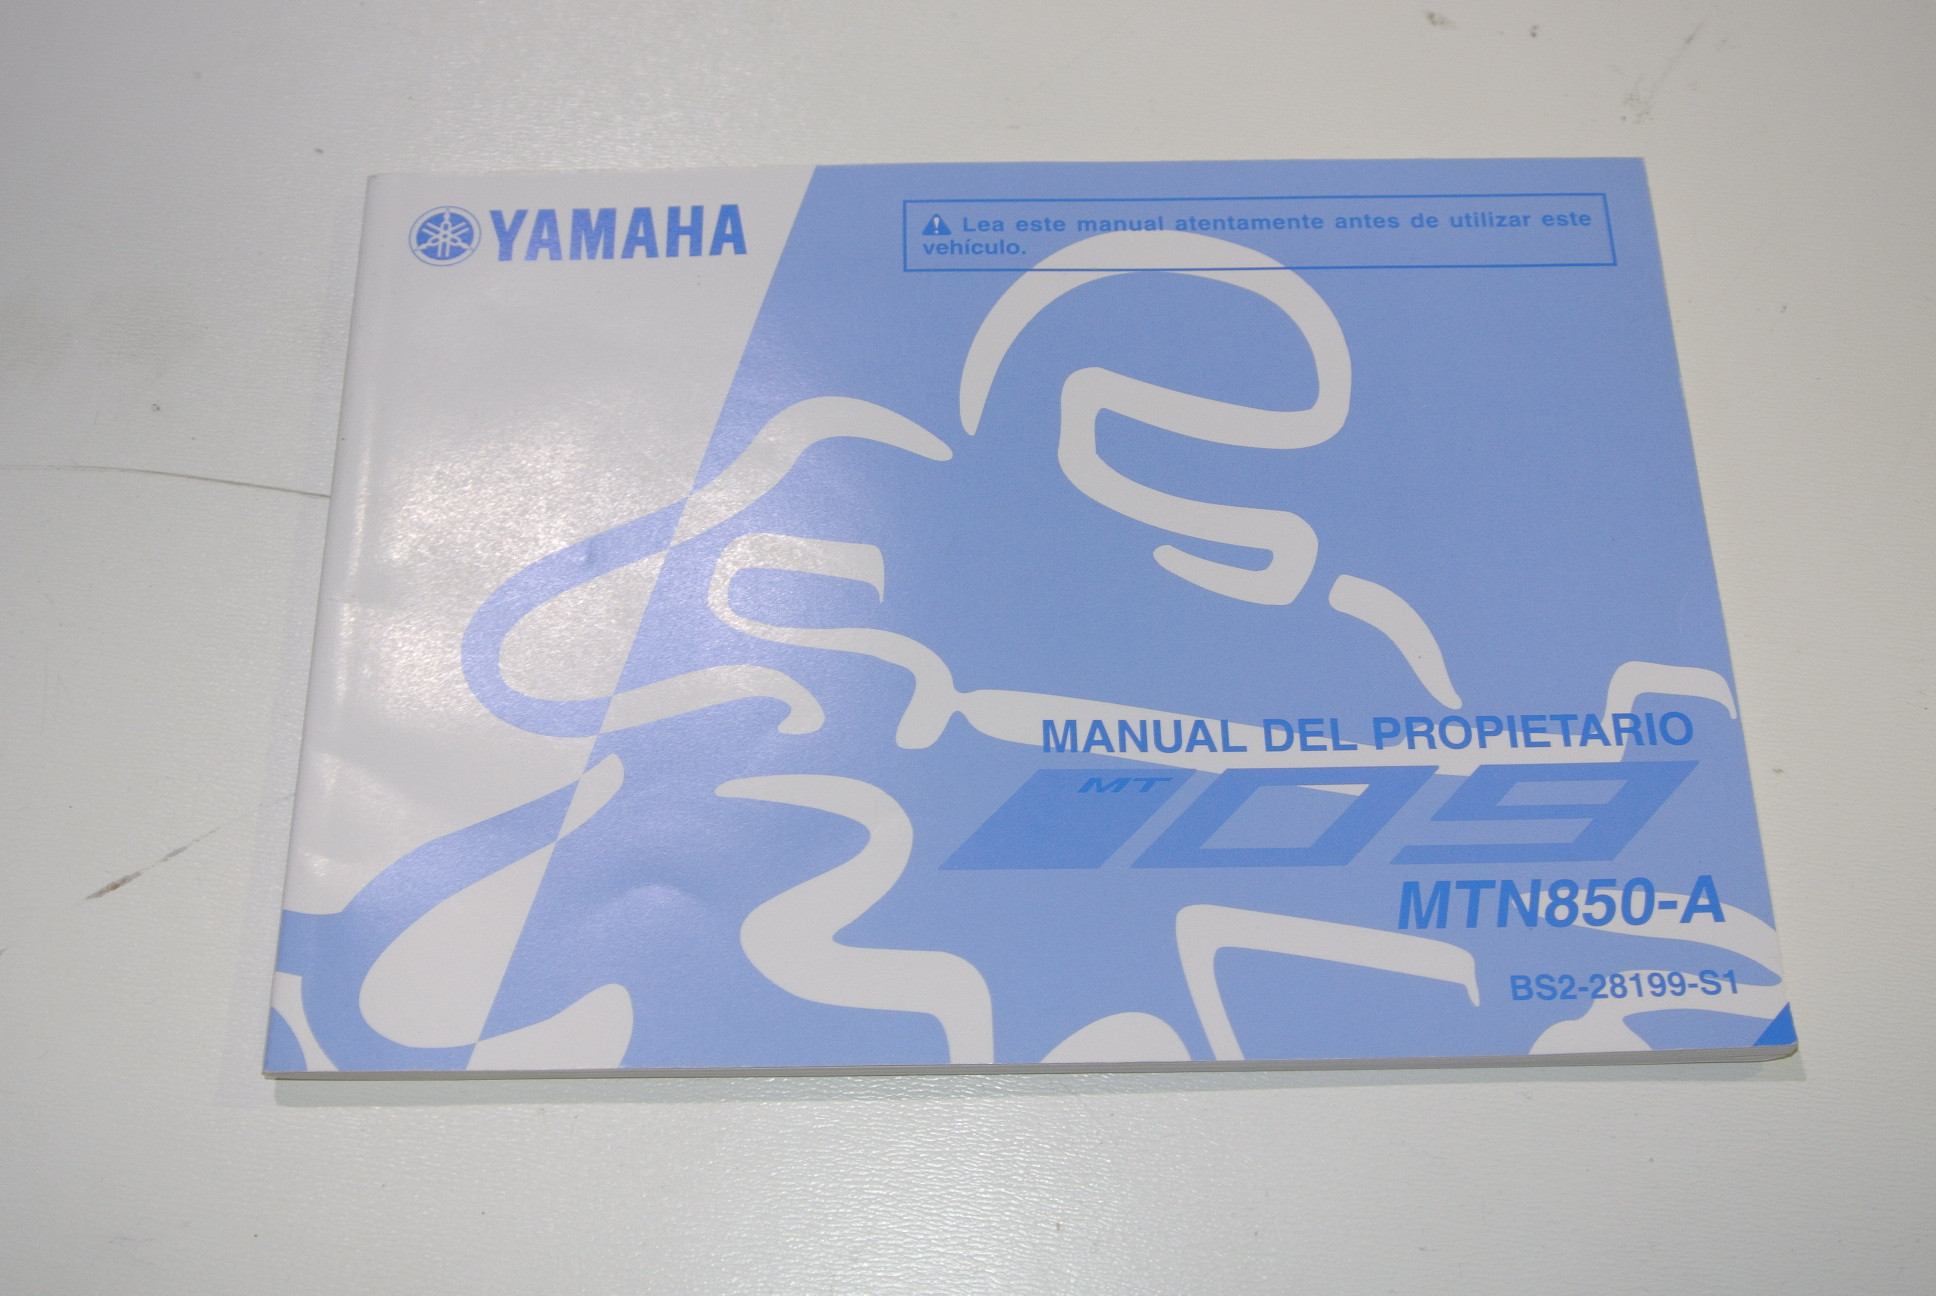 YAMAHA
Lea este manual atentamente antes de utilizar este
vehículo.
MANUAL DEL PROPIETARIO
MT
09
MTN850-A
BS2-28199-S1